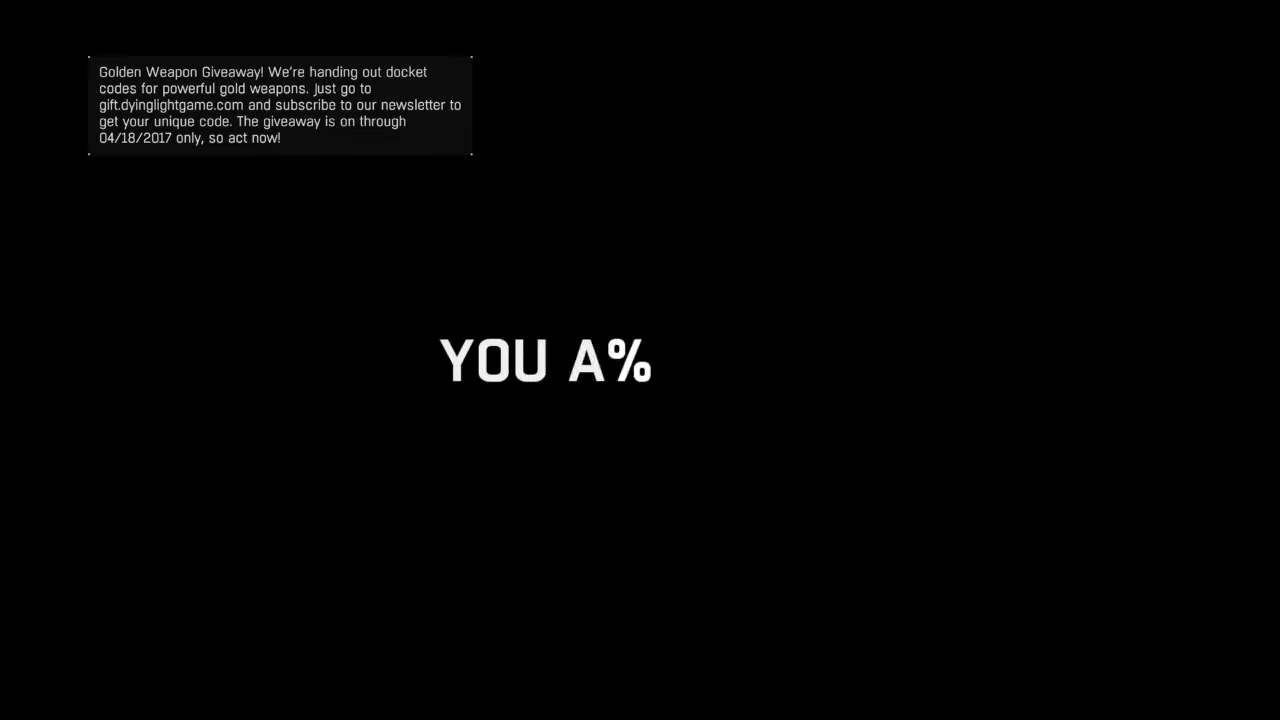 Golden Weapon Giveaway! We're handing out docket
codes for powerful gold weapons. Just go to
gift.dyinglightgame.com and subscribe to our newsletter to
get your unique code. The giveaway is on through
04/18/2017 only, so act now!
YOU A%